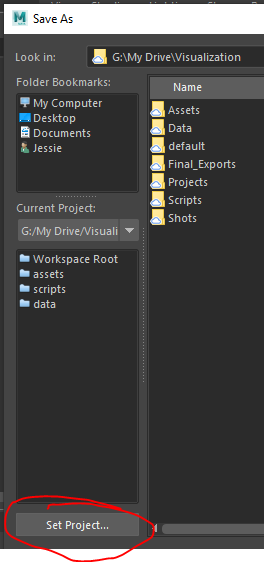 Save As
Look in:
G:\My Drive\Visualization
Folder Bookmarks:
My Computer
Desktop
Documents
Jessie
Current Project:
G:/My Drive/Visuali
Workspace Root
assets
scripts
data
Set Project...
Name
Assets
Data
default
Final_Exports
Projects
Scripts
Shots